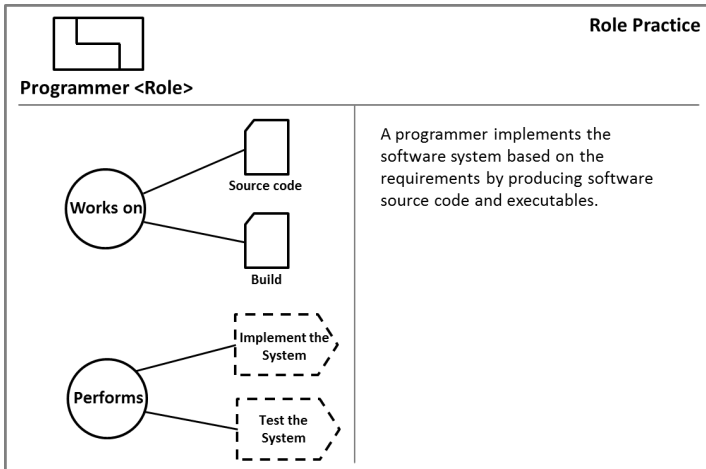 Role Practice
Programmer <Role>
Works on
Source code
Build
Performs
Implement the
System
Test the
System
A programmer implements the
software system based on the
requirements by producing software
source code and executables.